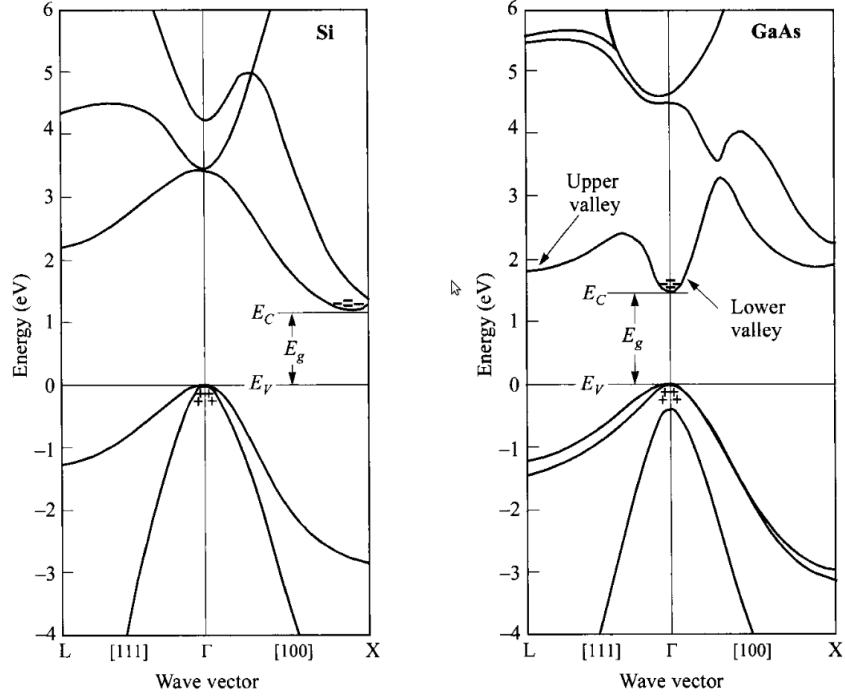 Si
6
5
4
3
2
1
0
−1
−2
−3
−4
Energy (eV)
E_C
E_g
E_V
L [111] Γ [100] X
Wave vector
GaAs
6
5
4
3
2
1
0
−1
−2
−3
−4
Energy (eV)
Upper
valley
Lower
valley
E_C
E_g
E_V
L [111] Γ [100] X
Wave vector